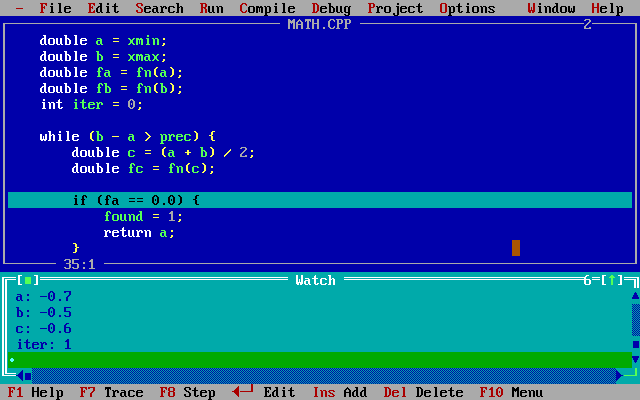 - File Edit Search Run Compile Debug Project Options Window Help
MATH.CPP 2
double a = xmin;
double b = xmax;
double fa = fn(a);
double fb = fn(b);
int iter = 0;
while (b - a > prec) {
double c = (a + b) / 2;
double fc = fn(c);
if (fa == 0.0) {
found = 1;
return a;
}
35:1
[■] Watch 6=[↑]
a: -0.7
b: -0.5
c: -0.6
iter: 1
F1 Help F7 Trace F8 Step ←┘ Edit Ins Add Del Delete F10 Menu